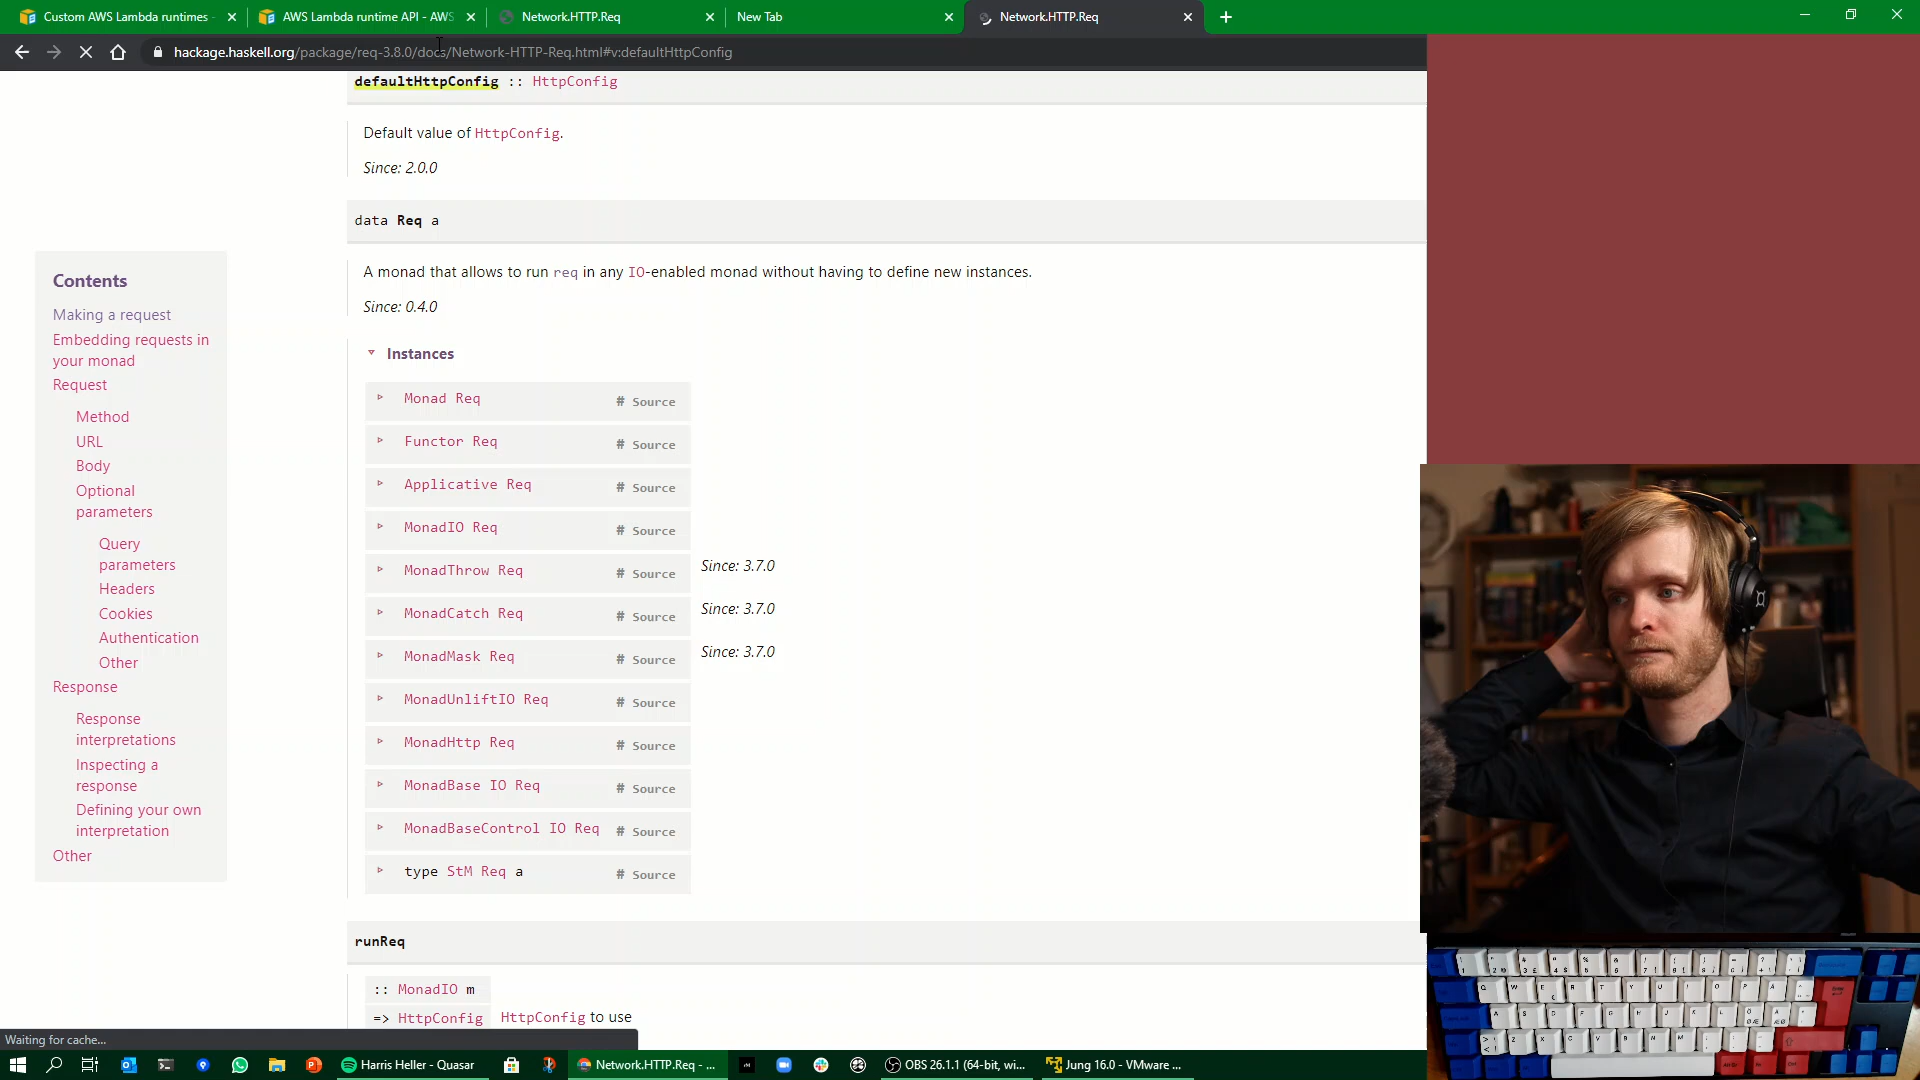 Custom AWS Lambda runtimes -
AWS Lambda runtime API - AWS
Network.HTTP.Req
New Tab
Network.HTTP.Req
hackage.haskell.org/package/req-3.8.0/docs/Network-HTTP-Req.html#v:defaultHttpConfig
defaultHttpConfig :: HttpConfig
Default value of HttpConfig.
Since: 2.0.0
data Req a
A monad that allows to run req in any IO-enabled monad without having to define new instances.
Since: 0.4.0
Instances
Monad Req # Source
Functor Req # Source
Applicative Req # Source
MonadIO Req # Source
MonadThrow Req # Source Since: 3.7.0
MonadCatch Req # Source Since: 3.7.0
MonadMask Req # Source Since: 3.7.0
MonadUnliftIO Req # Source
MonadHttp Req # Source
MonadBase IO Req # Source
MonadBaseControl IO Req # Source
type StM Req a # Source
runReq
:: MonadIO m
=> HttpConfig HttpConfig to use
Contents
Making a request
Embedding requests in
your monad
Request
Method
URL
Body
Optional
parameters
Query
parameters
Headers
Cookies
Authentication
Other
Response
Response
interpretations
Inspecting a
response
Defining your own
interpretation
Other
Waiting for cache...
Harris Heller - Quasar
Network.HTTP.Req - ...
OBS 26.1.1 (64-bit, wi...
Jung 16.0 - VMware ...